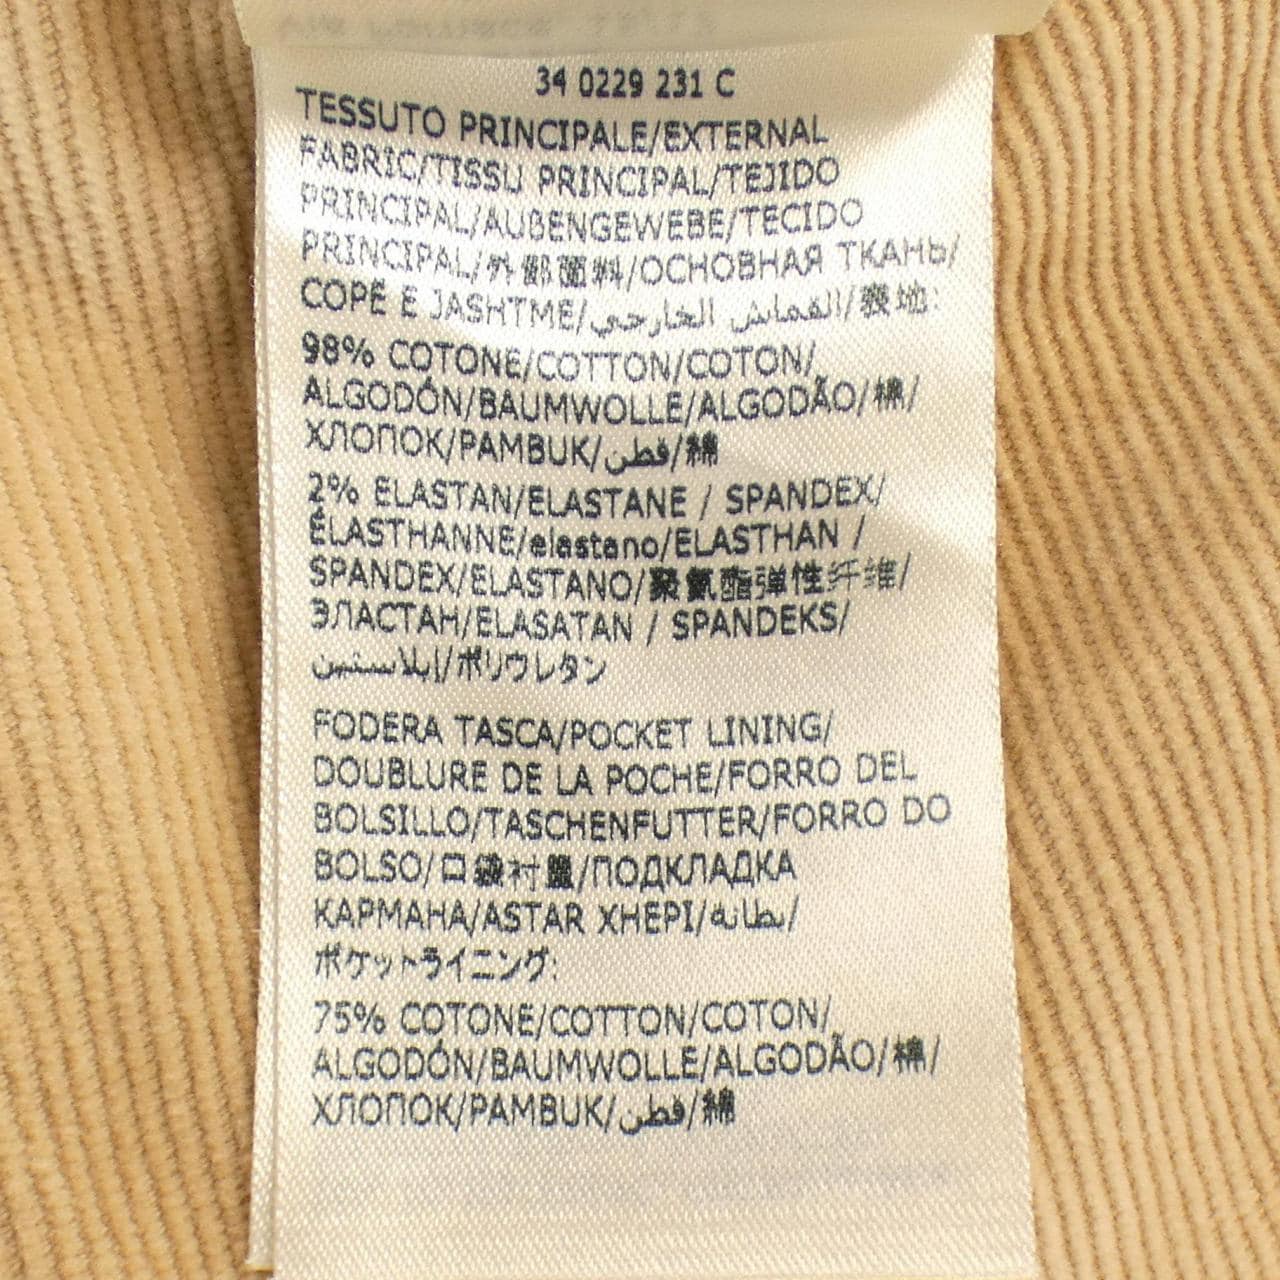 34 0229 231 C
TESSUTO PRINCIPALE/EXTERNAL
FABRIC/TISSU PRINCIPAL/TEJIDO
PRINCIPAL/AUßENGEWEBE/TECIDO
PRINCIPAL/外部面料/ОСНОВНАЯ ТКАНЬ/
COPË E JASHTME/القماش الخارجي/表地:
98% COTONE/COTTON/COTON/
ALGODÓN/BAUMWOLLE/ALGODÃO/棉/
ХЛОПОК/PAMBUK/قطن/綿
2% ELASTAN/ELASTANE / SPANDEX/
ÉLASTHANNE/elastano/ELASTHAN /
SPANDEX/ELASTANO/聚氨酯弹性纤维/
ЭЛАСТАН/ELASATAN / SPANDEKS/
إيلاستين/ポリウレタン
FODERA TASCA/POCKET LINING/
DOUBLURE DE LA POCHE/FORRO DEL
BOLSILLO/TASCHENFUTTER/FORRO DO
BOLSO/口袋衬里/ПОДКЛАДКА
КАРМАНА/ASTAR XHEPI/بطانة/
ポケットライニング:
75% COTONE/COTTON/COTON/
ALGODÓN/BAUMWOLLE/ALGODÃO/棉/
ХЛОПОК/PAMBUK/قطن/綿